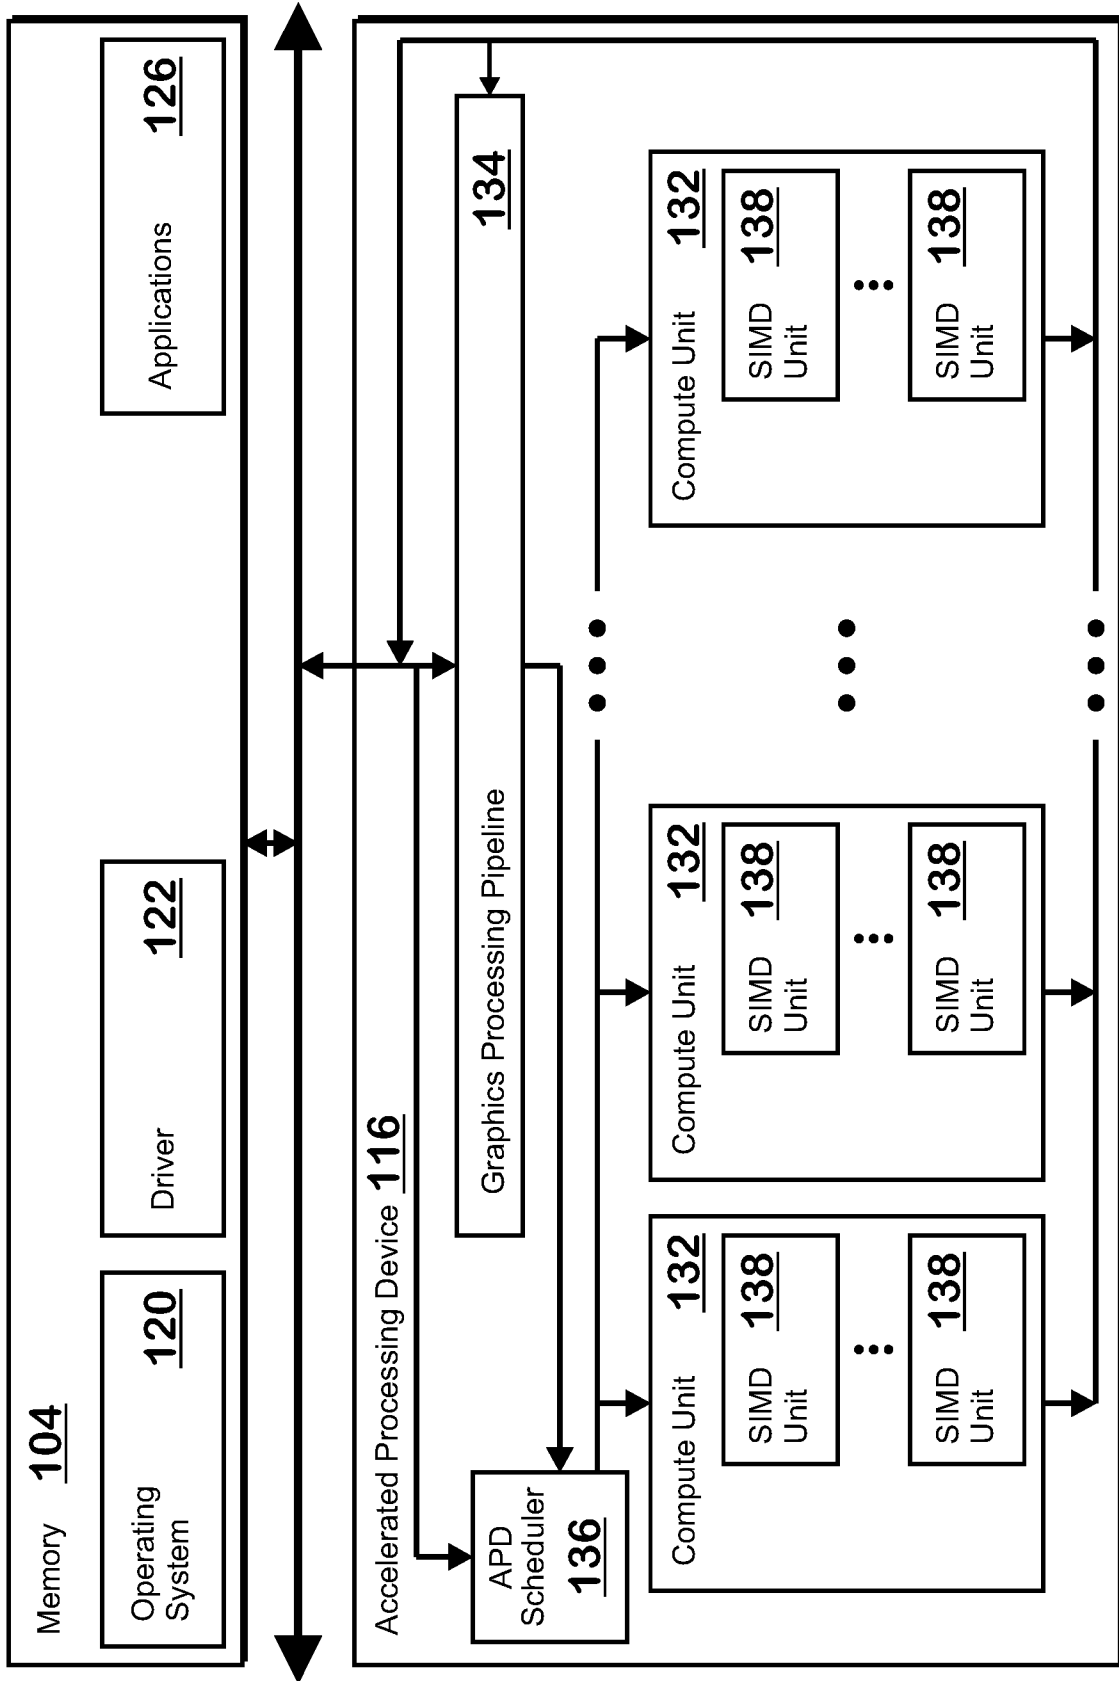 Memory 104
Operating
System
120
Driver
122
Applications
126
Accelerated Processing Device 116
APD
Scheduler
136
Graphics Processing Pipeline 134
Compute Unit 132
SIMD
Unit
138
SIMD
Unit
138
Compute Unit 132
SIMD
Unit
138
SIMD
Unit
138
Compute Unit 132
SIMD
Unit
138
SIMD
Unit
138